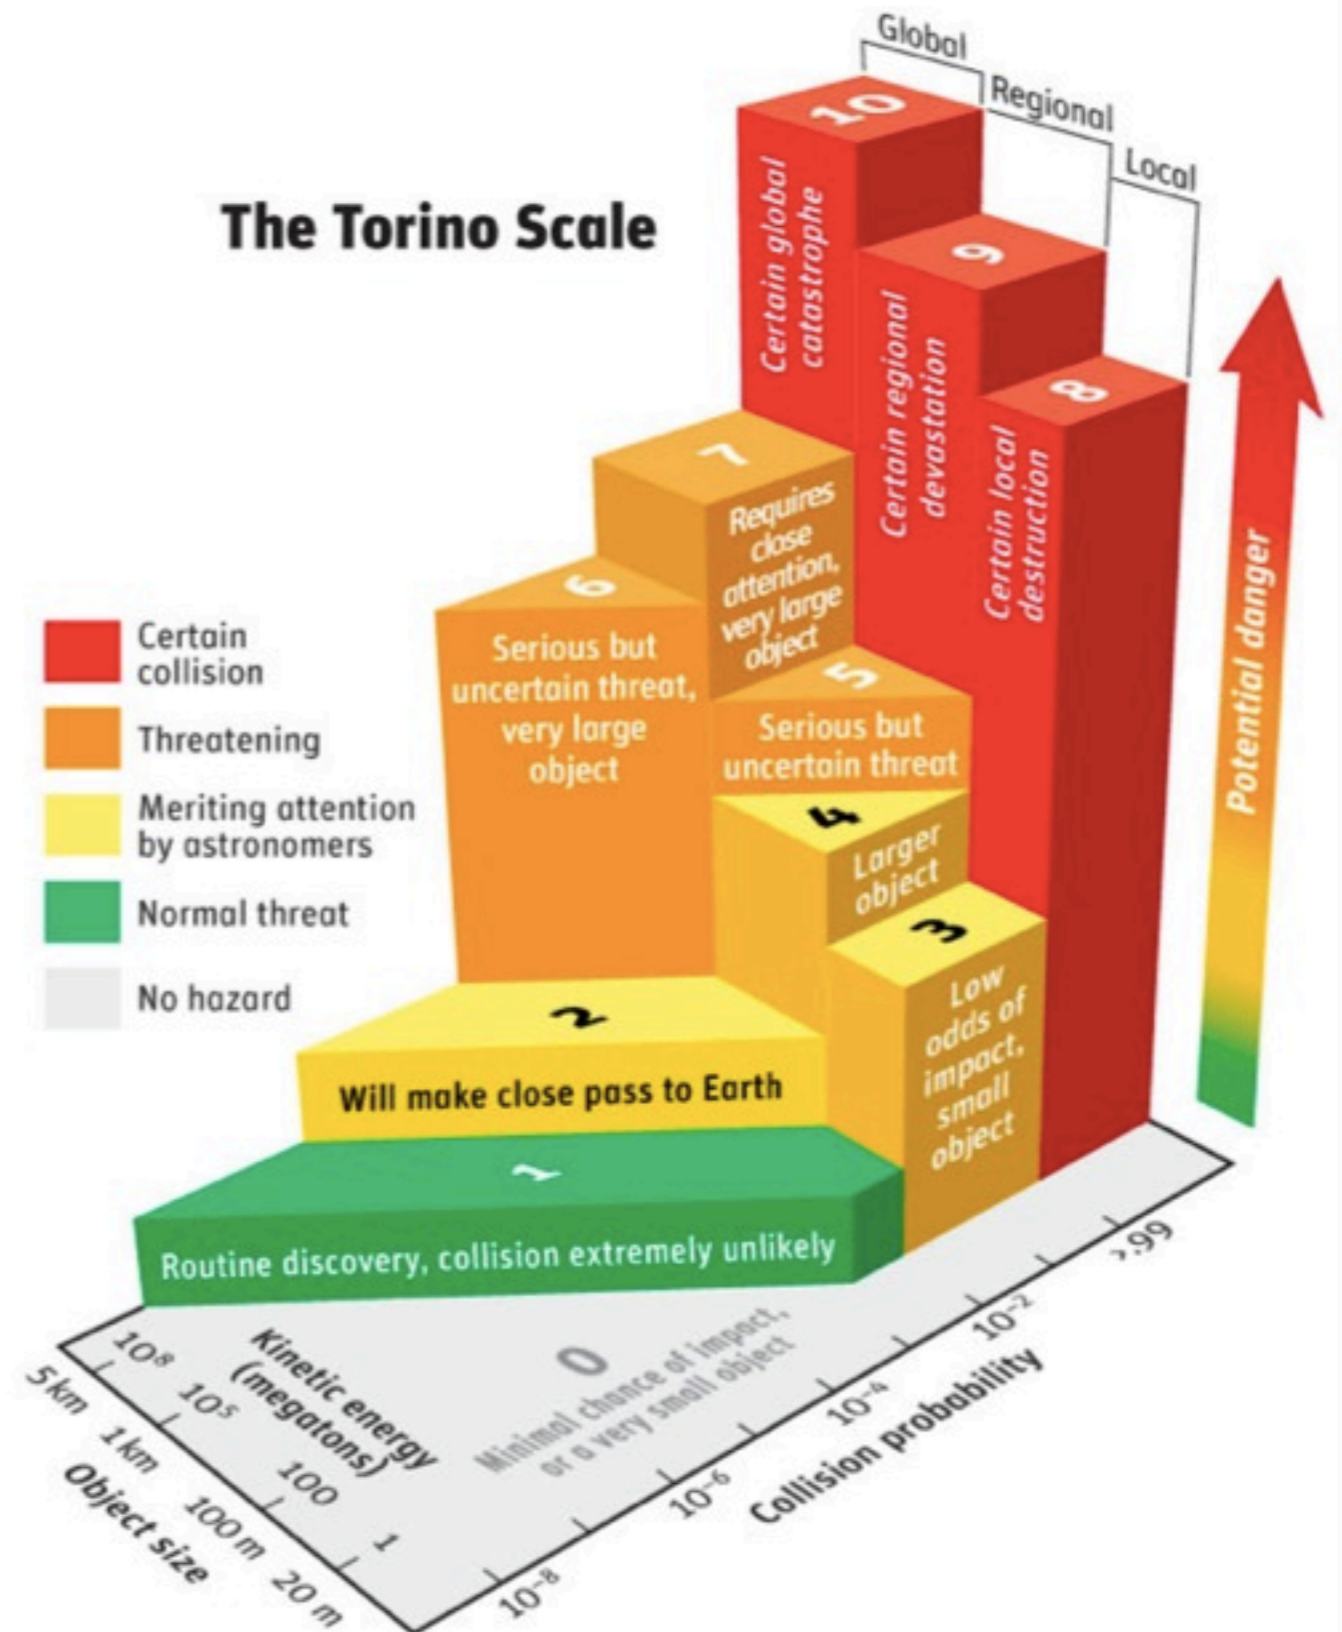 Global
Regional
Local
The Torino Scale
10
Certain global
catastrophe
9
Certain regional
devastation
8
Certain local
destruction
7
Requires
close
attention,
very large
object
6
Serious but
uncertain threat,
very large
object
5
Serious but
uncertain threat
4
Larger
object
3
Low
odds of
impact,
small
object
2
Will make close pass to Earth
1
Routine discovery, collision extremely unlikely
0
Minimal chance of impact,
or a very small object
Certain
collision
Threatening
Meriting attention
by astronomers
Normal threat
No hazard
Potential danger
Kinetic energy
(megatons)
10⁸
10⁵
100
1
5 km
1 km
100 m
20 m
Object size
10⁻⁸
10⁻⁶
10⁻⁴
10⁻²
>.99
Collision probability